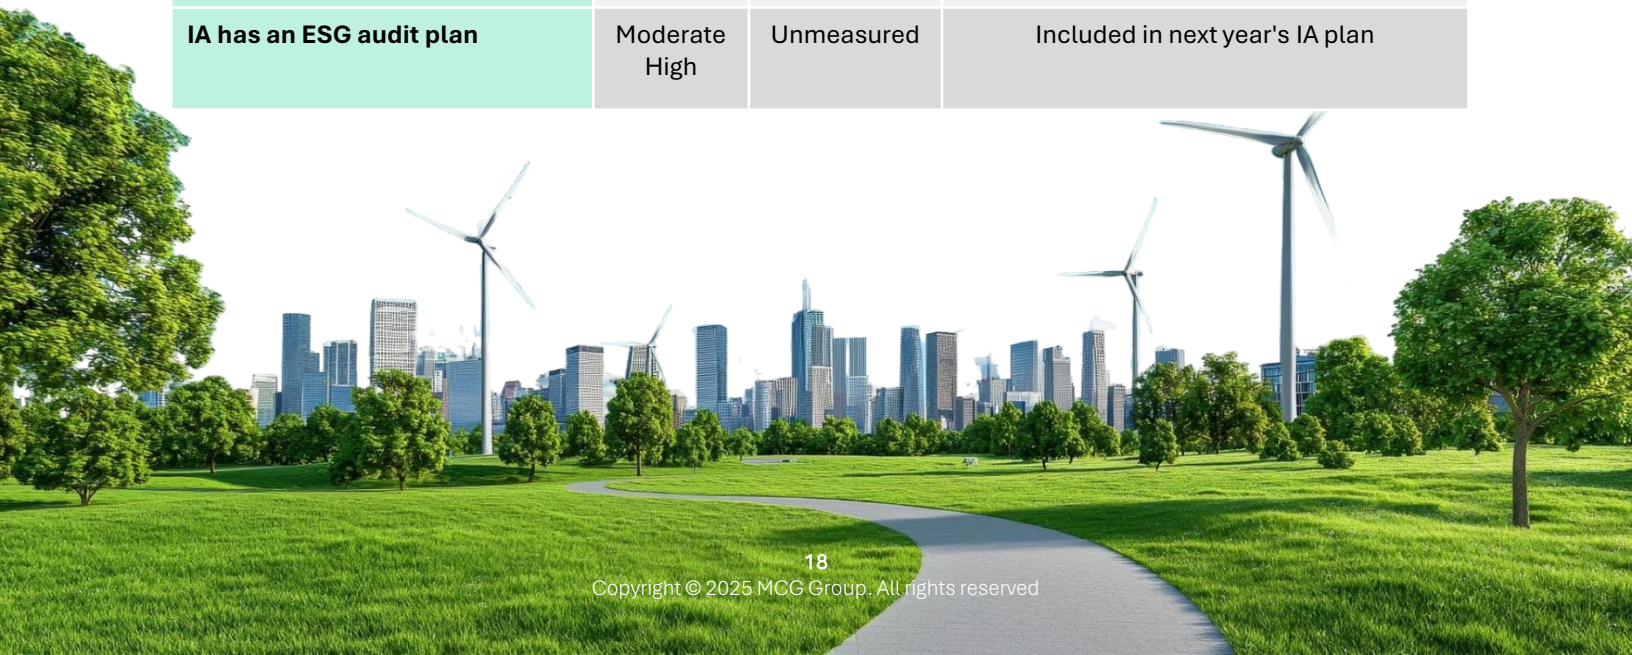 IA has an ESG audit plan
Moderate
High
Unmeasured
Included in next year's IA plan
18
Copyright © 2025 MCG Group. All rights reserved